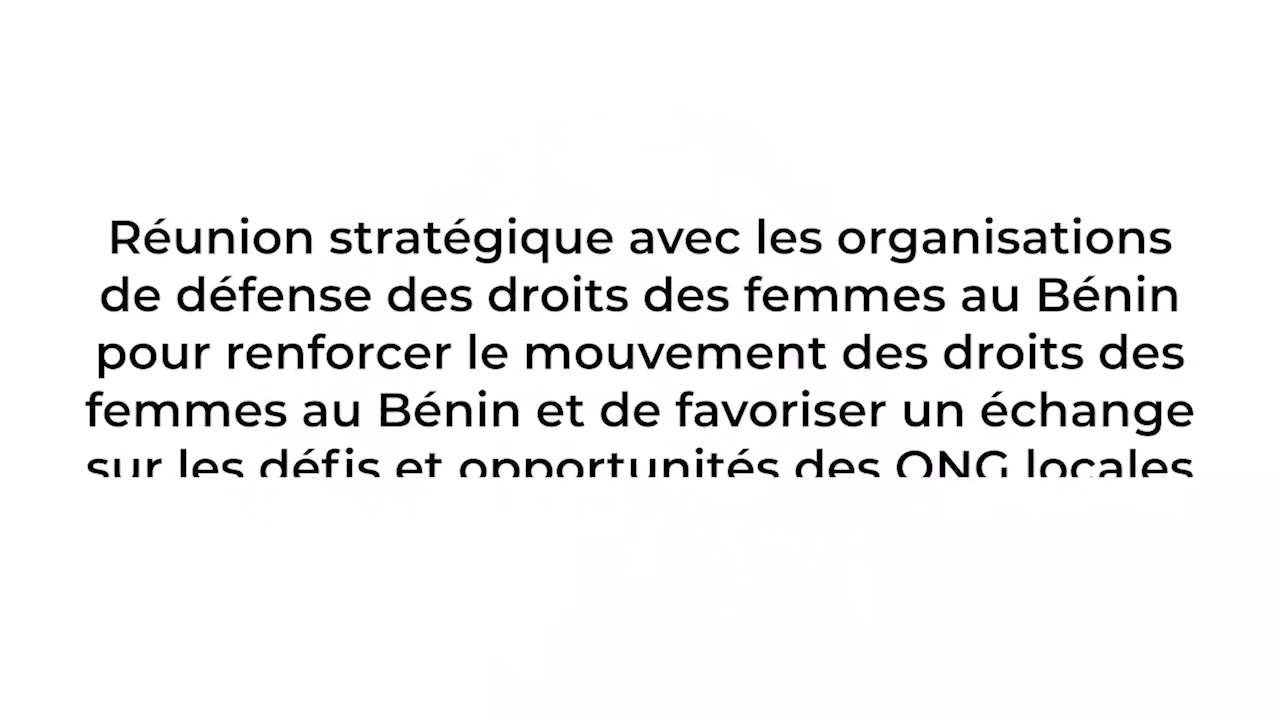 Réunion stratégique avec les organisations
de défense des droits des femmes au Bénin
pour renforcer le mouvement des droits des
femmes au Bénin et de favoriser un échange
sur les défis et opportunités des ONG locales